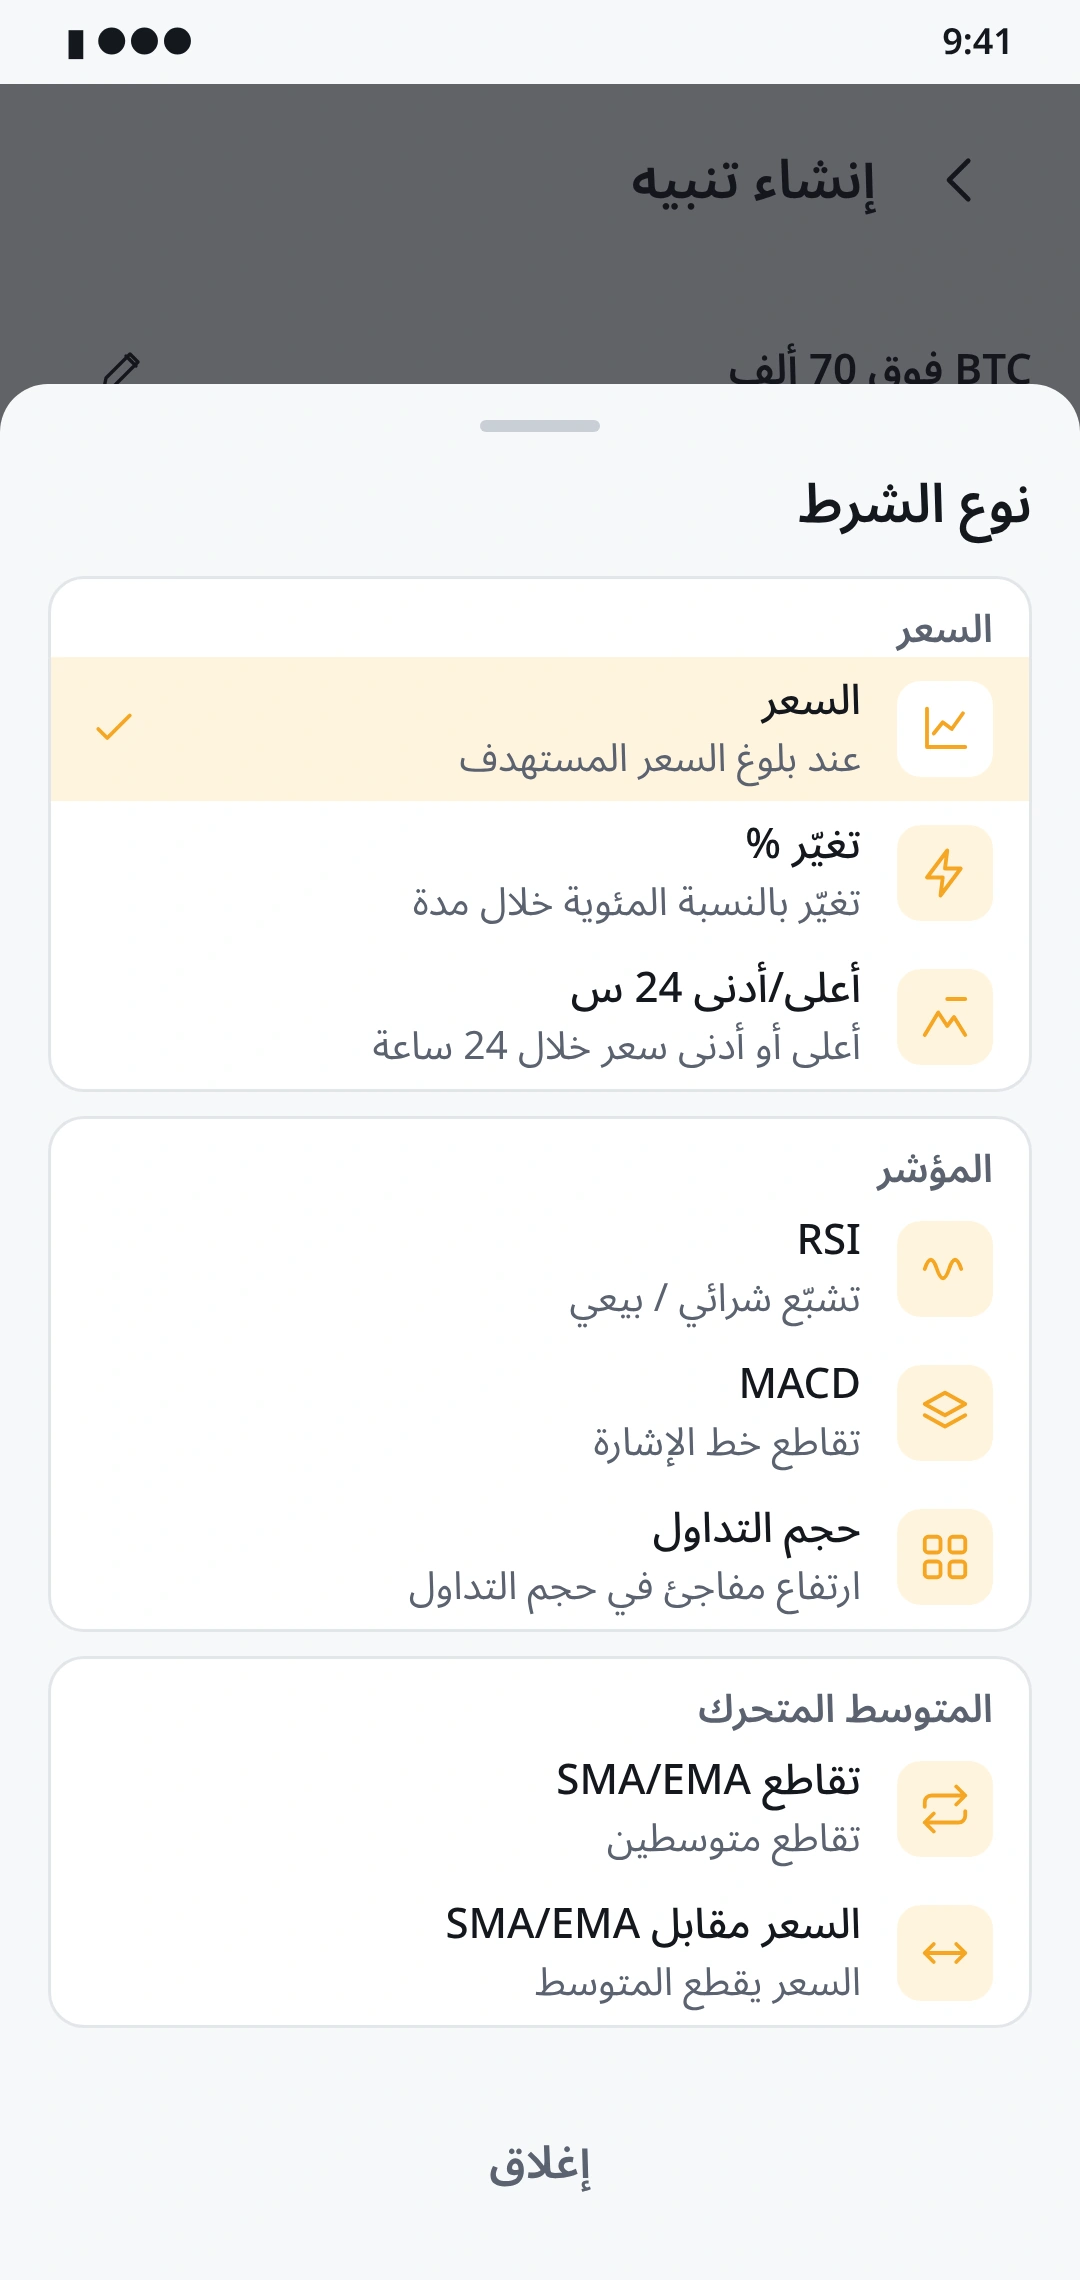 9:41
إنشاء تنبيه
BTC فوق 70 ألف
نوع الشرط
السعر
السعر
عند بلوغ السعر المستهدف
تغيّر %
تغيّر بالنسبة المئوية خلال مدة
أعلى/أدنى 24 س
أعلى أو أدنى سعر خلال 24 ساعة
المؤشر
RSI
تشبّع شرائي / بيعي
MACD
تقاطع خط الإشارة
حجم التداول
ارتفاع مفاجئ في حجم التداول
المتوسط المتحرك
تقاطع SMA/EMA
تقاطع متوسطين
السعر مقابل SMA/EMA
السعر يقطع المتوسط
إغلاق